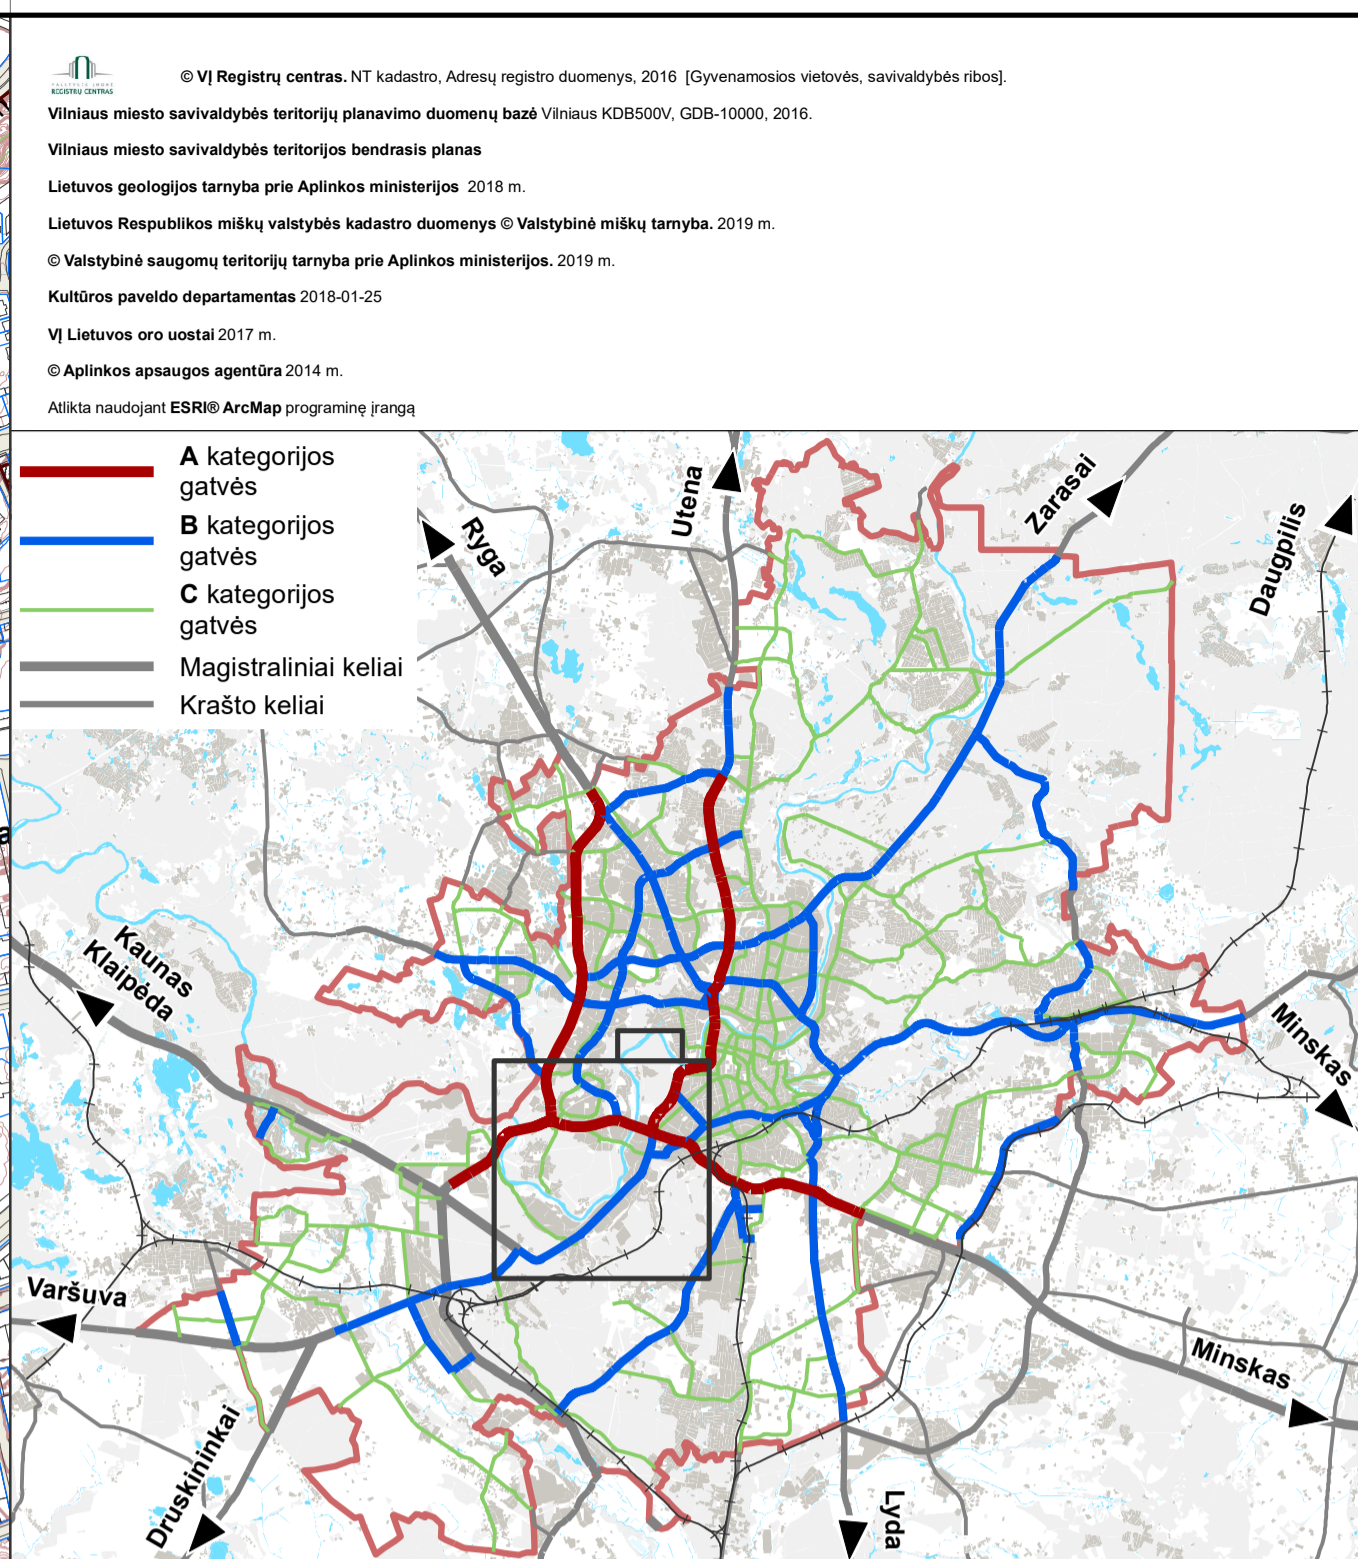 VALSTYBĖS ĮMONĖ
REGISTRŲ CENTRAS
© VĮ Registrų centras. NT kadastro, Adresų registro duomenys, 2016 [Gyvenamosios vietovės, savivaldybės ribos].
Vilniaus miesto savivaldybės teritorijų planavimo duomenų bazė Vilniaus KDB500V, GDB-10000, 2016.
Vilniaus miesto savivaldybės teritorijos bendrasis planas
Lietuvos geologijos tarnyba prie Aplinkos ministerijos 2018 m.
Lietuvos Respublikos miškų valstybės kadastro duomenys © Valstybinė miškų tarnyba. 2019 m.
© Valstybinė saugomų teritorijų tarnyba prie Aplinkos ministerijos. 2019 m.
Kultūros paveldo departamentas 2018-01-25
VĮ Lietuvos oro uostai 2017 m.
© Aplinkos apsaugos agentūra 2014 m.
Atlikta naudojant ESRI® ArcMap programinę įrangą
A kategorijos
gatvės
B kategorijos
gatvės
C kategorijos
gatvės
Magistraliniai keliai
Krašto keliai
Ryga
Utena
Zarasai
Daugpilis
Kaunas
Klaipėda
Minskas
Varšuva
Minskas
Druskininkai
Lyda